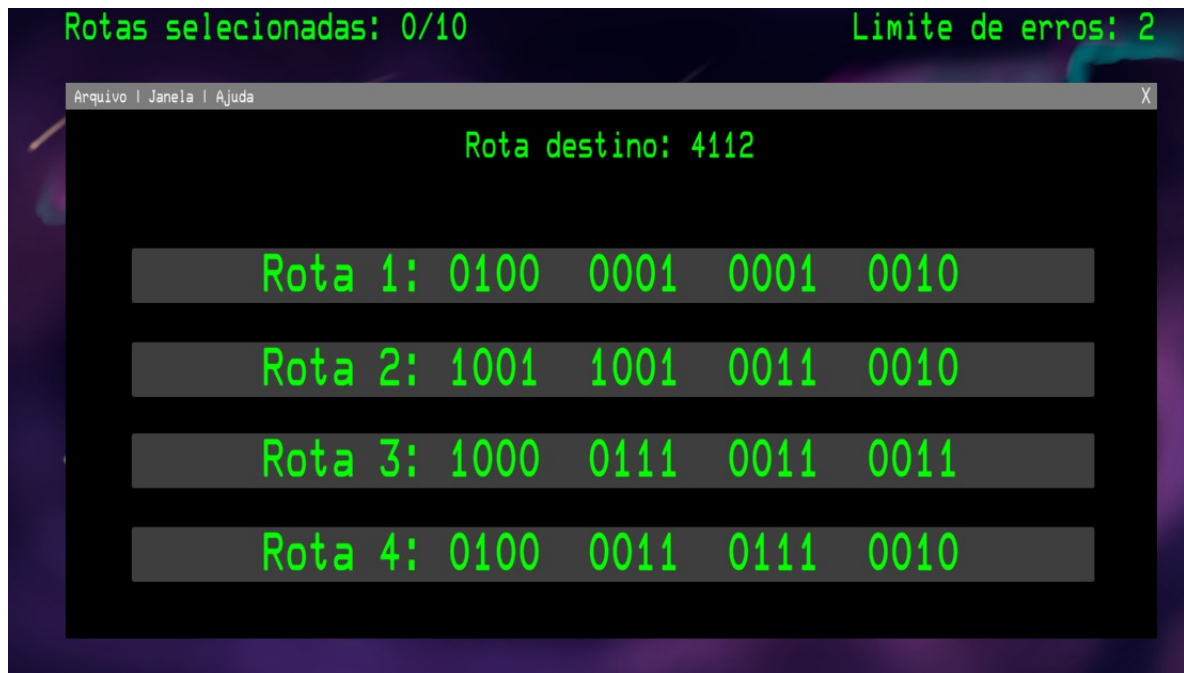 Rotas selecionadas: 0/10 Limite de erros: 2
Arquivo | Janela | Ajuda X
Rota destino: 4112
Rota 1: 0100 0001 0001 0010
Rota 2: 1001 1001 0011 0010
Rota 3: 1000 0111 0011 0011
Rota 4: 0100 0011 0111 0010